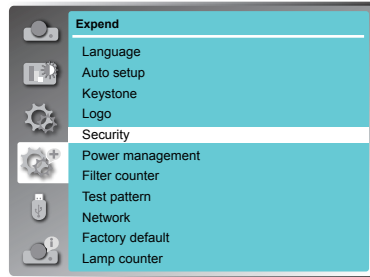 Expend
Language
Auto setup
Keystone
Logo
Security
Power management
Filter counter
Test pattern
Network
Factory default
Lamp counter